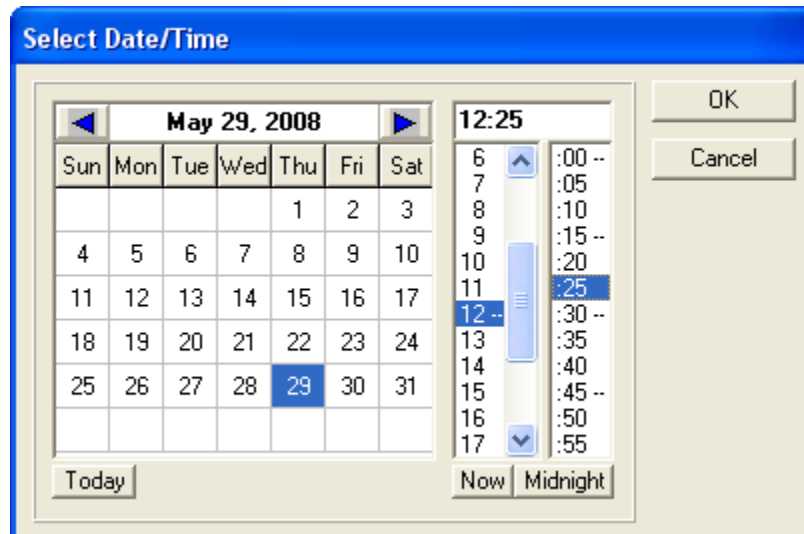 Select Date/Time
May 29, 2008
Sun Mon Tue Wed Thu Fri Sat
1 2 3
4 5 6 7 8 9 10
11 12 13 14 15 16 17
18 19 20 21 22 23 24
25 26 27 28 29 30 31
Today
12:25
6 :00 --
7 :05
8 :10
9 :15 --
10 :20
11 :25
12 -- :30 --
13 :35
14 :40
15 :45 --
16 :50
17 :55
Now Midnight
OK
Cancel